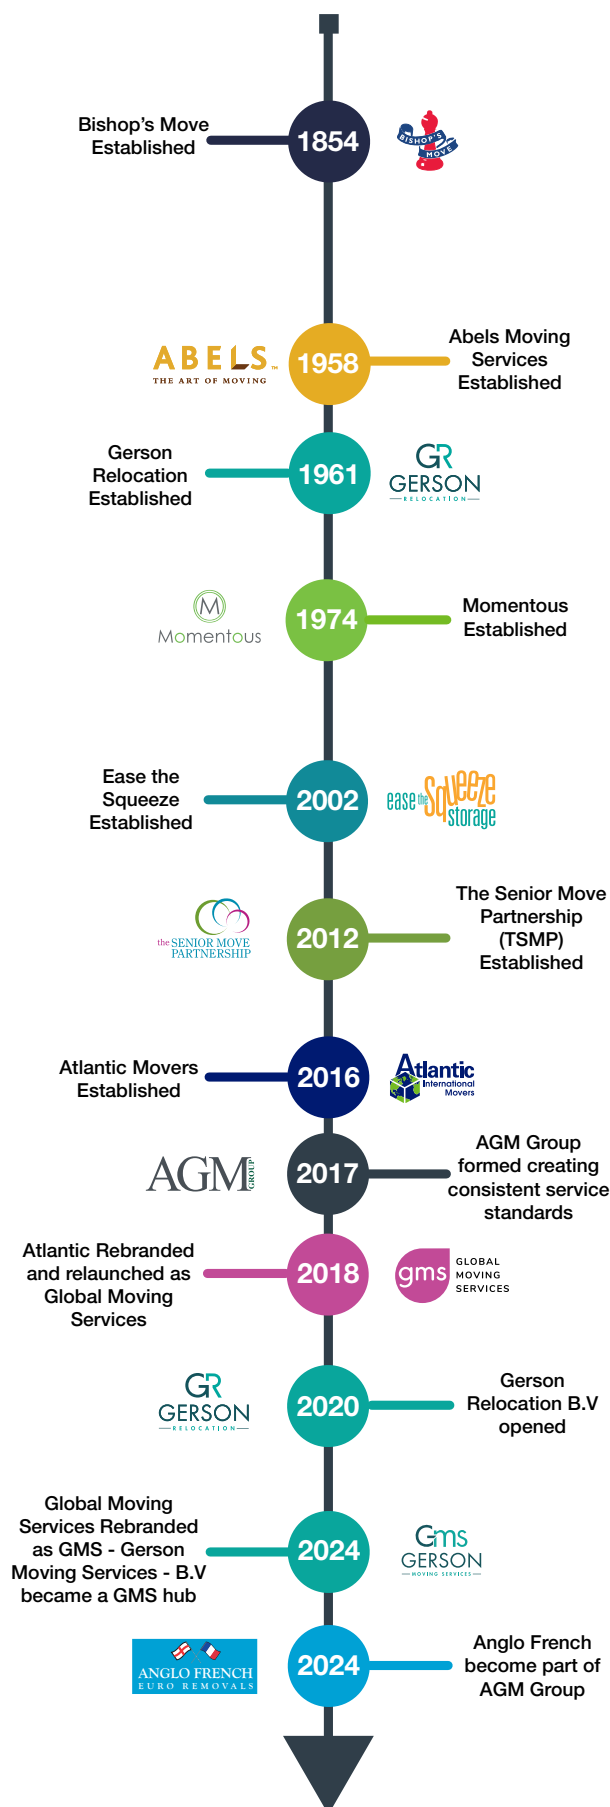 Bishop's Move
Established
1854
BISHOP'S
MOVE
ABELS™
THE ART OF MOVING
1958
Abels Moving
Services
Established
Gerson
Relocation
Established
1961
GR
GERSON
RELOCATION
M
Momentous
1974
Momentous
Established
Ease the
Squeeze
Established
2002
ease the Squeeze
storage
the SENIOR MOVE
PARTNERSHIP
2012
The Senior Move
Partnership
(TSMP)
Established
Atlantic Movers
Established
2016
Atlantic
International
Movers
AGM GROUP
2017
AGM Group
formed creating
consistent service
standards
Atlantic Rebranded
and relaunched as
Global Moving
Services
2018
gms
GLOBAL
MOVING
SERVICES
GR
GERSON
RELOCATION
2020
Gerson
Relocation B.V
opened
Global Moving
Services Rebranded
as GMS - Gerson
Moving Services - B.V
became a GMS hub
2024
Gms
GERSON
MOVING SERVICES
ANGLO FRENCH
EURO REMOVALS
2024
Anglo French
become part of
AGM Group